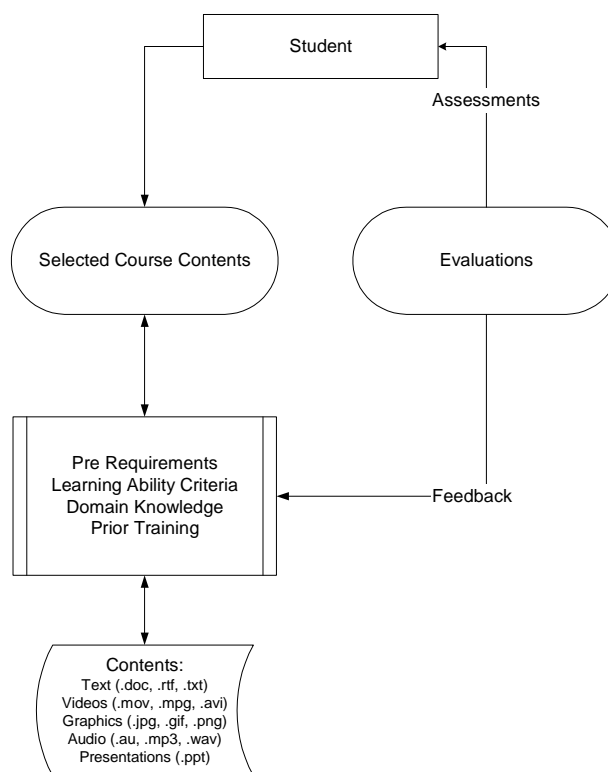 Student
Assessments
Selected Course Contents
Evaluations
Pre Requirements
Learning Ability Criteria
Domain Knowledge
Prior Training
Feedback
Contents:
Text (.doc, .rtf, .txt)
Videos (.mov, .mpg, .avi)
Graphics (.jpg, .gif, .png)
Audio (.au, .mp3, .wav)
Presentations (.ppt)